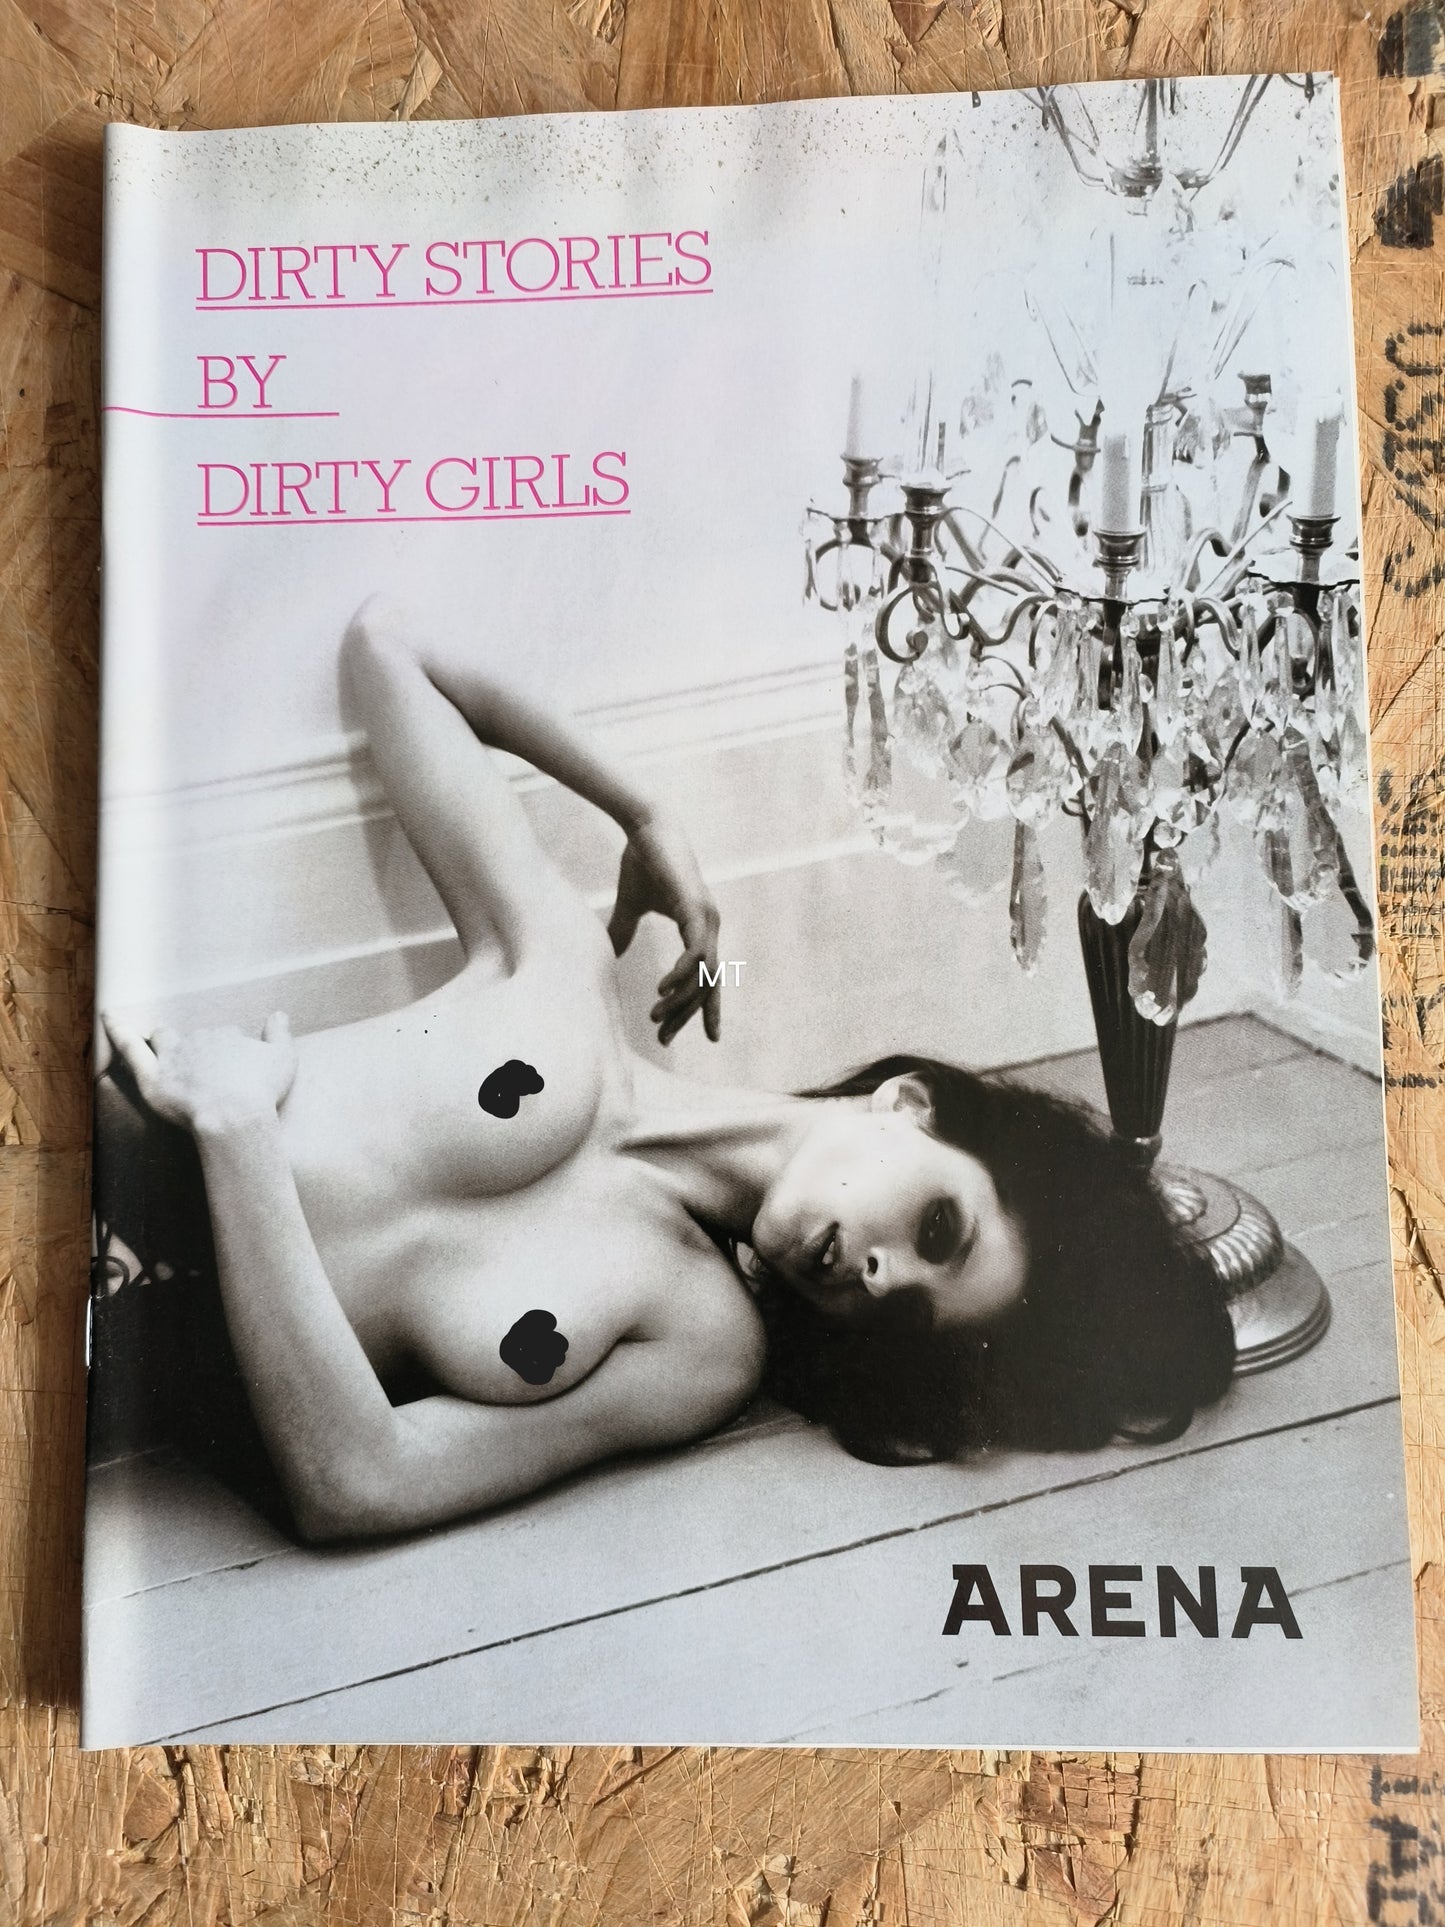 DIRTY STORIES
BY
DIRTY GIRLS
MT
ARENA